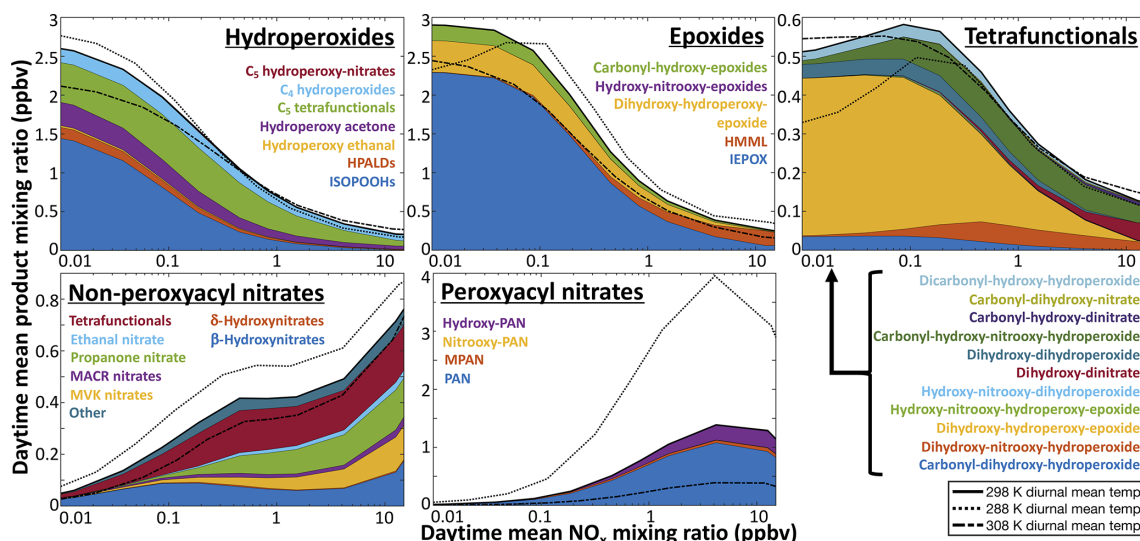 Daytime mean product mixing ratio (ppbv)
Hydroperoxides
C₅ hydroperoxy-nitrates
C₄ hydroperoxides
C₅ tetrafunctionals
Hydroperoxy acetone
Hydroperoxy ethanal
HPALDs
ISOPOOHs
3
2.5
2
1.5
1
0.5
0
0.01
0.1
1
10
Epoxides
Carbonyl-hydroxy-epoxides
Hydroxy-nitrooxy-epoxides
Dihydroxy-hydroperoxy-
epoxide
HMML
IEPOX
3
2.5
2
1.5
1
0.5
0
0.01
0.1
1
10
Tetrafunctionals
0.6
0.5
0.4
0.3
0.2
0.1
0
0.01
0.1
1
10
Non-peroxyacyl nitrates
Tetrafunctionals
Ethanal nitrate
Propanone nitrate
MACR nitrates
MVK nitrates
Other
δ-Hydroxynitrates
β-Hydroxynitrates
0.8
0.6
0.4
0.2
0
0.01
0.1
1
10
Peroxyacyl nitrates
Hydroxy-PAN
Nitrooxy-PAN
MPAN
PAN
4
3
2
1
0
0.01
0.1
1
10
Daytime mean NOₓ mixing ratio (ppbv)
Dicarbonyl-hydroxy-hydroperoxide
Carbonyl-dihydroxy-nitrate
Carbonyl-hydroxy-dinitrate
Carbonyl-hydroxy-nitrooxy-hydroperoxide
Dihydroxy-dihydroperoxide
Dihydroxy-dinitrate
Hydroxy-nitrooxy-dihydroperoxide
Hydroxy-nitrooxy-hydroperoxy-epoxide
Dihydroxy-hydroperoxy-epoxide
Dihydroxy-nitrooxy-hydroperoxide
Carbonyl-dihydroxy-hydroperoxide
298 K diurnal mean temp
288 K diurnal mean temp
308 K diurnal mean temp